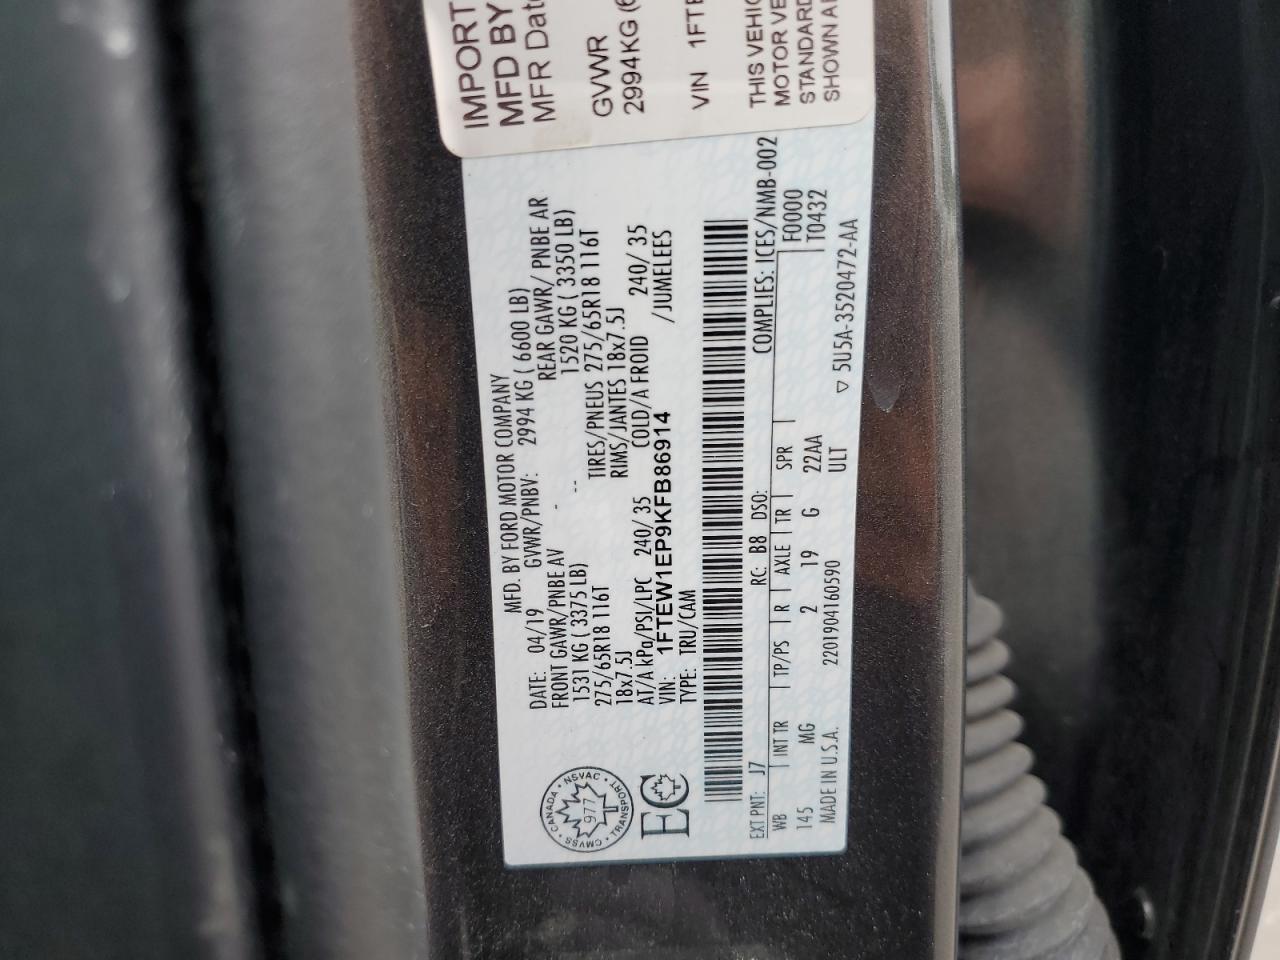 IMPORT
MFD BY
MFR Date
GVWR
2994KG (6
VIN 1FTE
THIS VEHIC
MOTOR VE
STANDARD
SHOWN A
MFD. BY FORD MOTOR COMPANY
DATE: 04/19 GVWR/PNBV: 2994 KG ( 6600 LB)
FRONT GAWR/PNBE AV REAR GAWR/ PNBE AR
1531 KG ( 3375 LB) 1520 KG ( 3350 LB)
275/65R18 116T TIRES/PNEUS 275/65R18 116T
18x7.5J RIMS/JANTES 18x7.5J
AT/A kPa/PSI/LPC 240/ 35 COLD/A FROID 240/ 35
VIN: 1FTEW1EP9KFB86914 /JUMELEES
TYPE: TRU/CAM
CANADA • NSVAC • TRANSPORT • CMVSS •
977
EC
COMPLIES: ICES/NMB-002
EXT PNT: J7 RC: B8 DSO:
F0000
T0432
WB INT TR TP/PS R AXLE TR SPR
145 MG 2 19 G 22AA
ULT
MADE IN U.S.A. 2201904160590
▽ 5U5A-3520472-AA